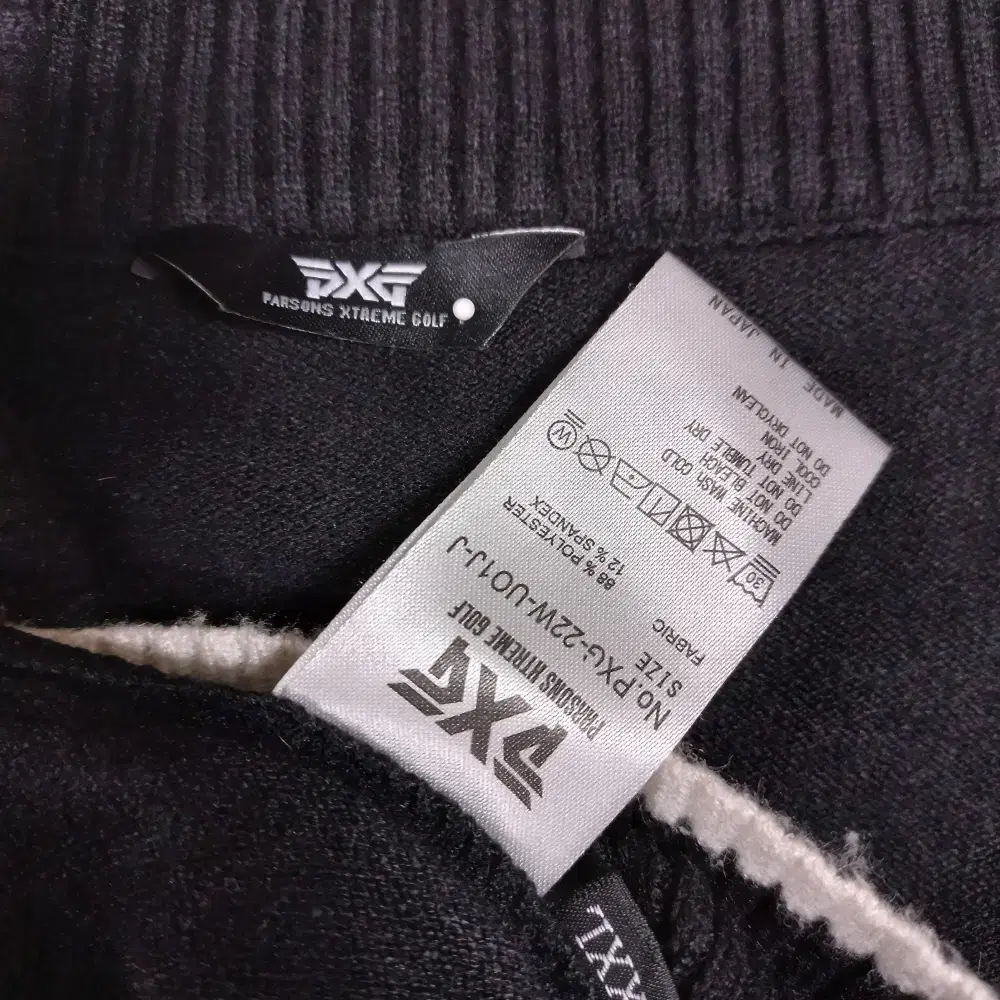 PXG
PARSONS XTREME GOLF
PXG
PARSONS XTREME GOLF
No.PXG-22W-U01J-J
SIZE
FABRIC
88 % POLYESTER
12 % SPANDEX
30
W
MACHINE WASH COLD
DO NOT BLEACH
DO NOT TUMBLE DRY
LINE DRY
COOL IRON
DO NOT DRYCLEAN
MADE IN JAPAN
XXL